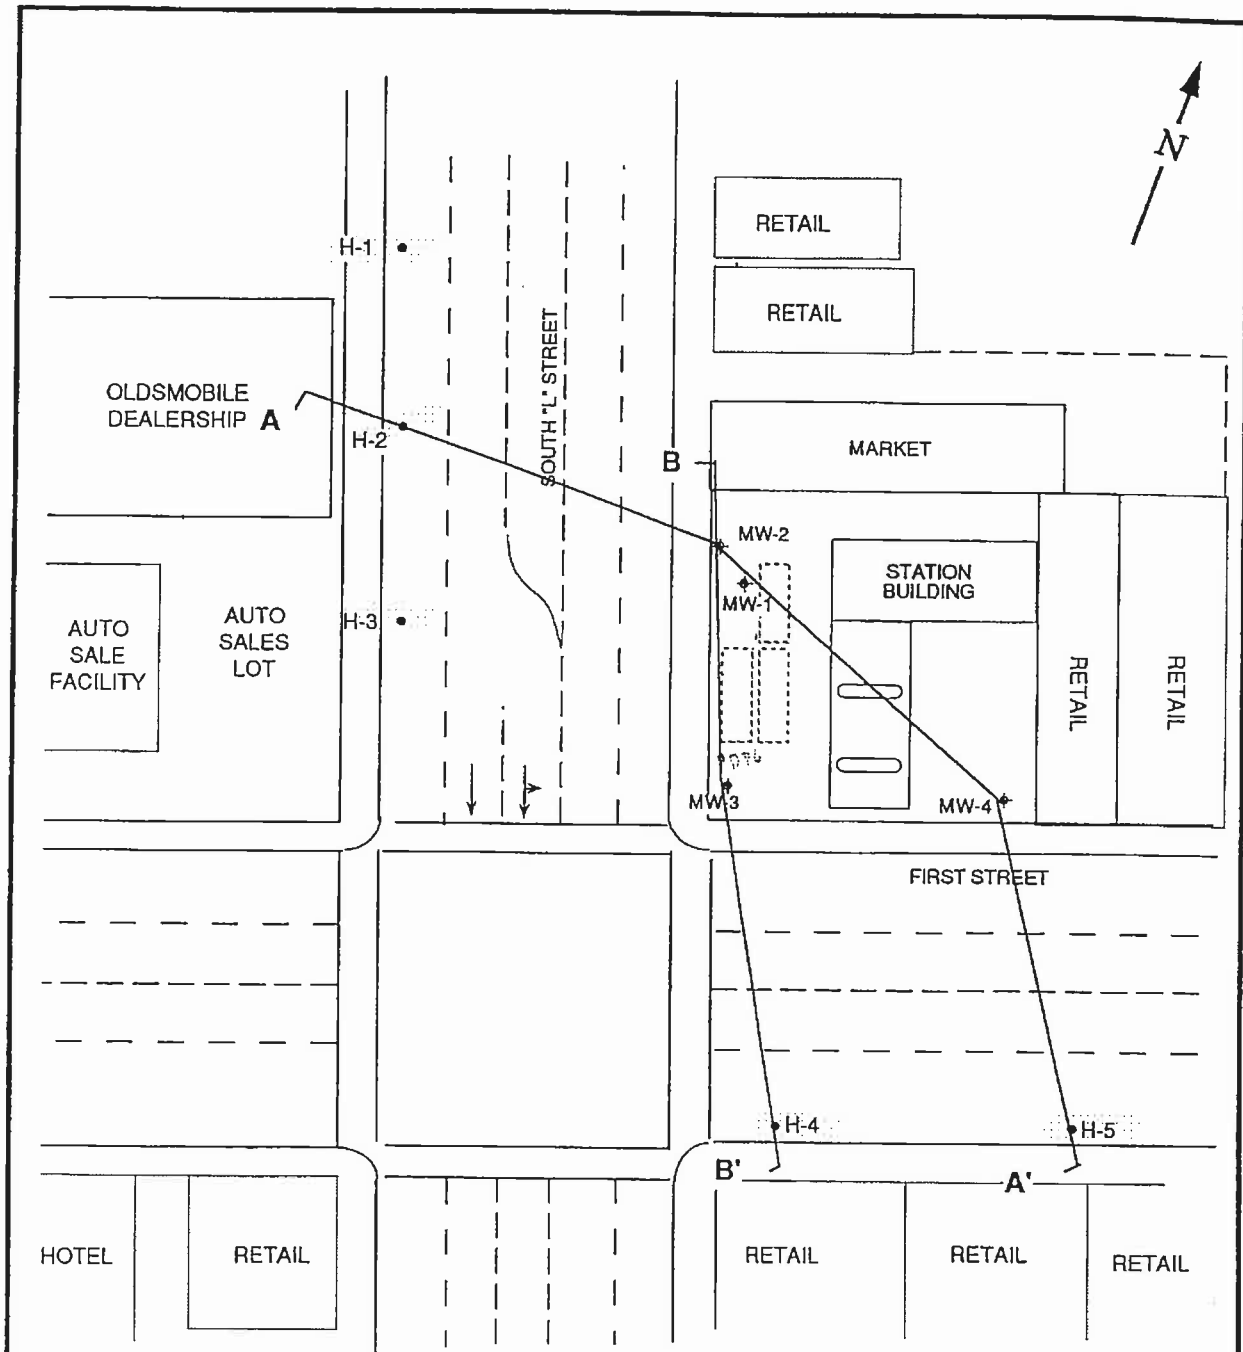 N
RETAIL
H-1
RETAIL
SOUTH "L" STREET
OLDSMOBILE
DEALERSHIP
A
H-2
B
MARKET
MW-2
STATION
BUILDING
MW-1
H-3
AUTO
SALE
FACILITY
AUTO
SALES
LOT
RETAIL
RETAIL
MW-3
MW-4
FIRST STREET
H-4
H-5
B'
A'
HOTEL
RETAIL
RETAIL
RETAIL
RETAIL